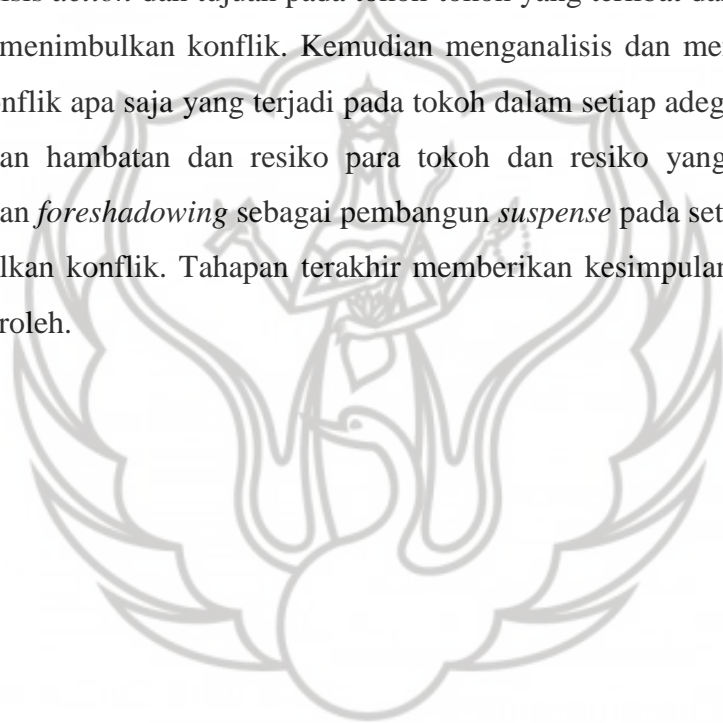 isis action dan tujuan pada tokoh-tokoh yang terlibat da
menimbulkan konflik. Kemudian menganalisis dan me
onflik apa saja yang terjadi pada tokoh dalam setiap adeg
an hambatan dan resiko para tokoh dan resiko yang
an foreshadowing sebagai pembangun suspense pada set
lkan konflik. Tahapan terakhir memberikan kesimpulan
roleh.